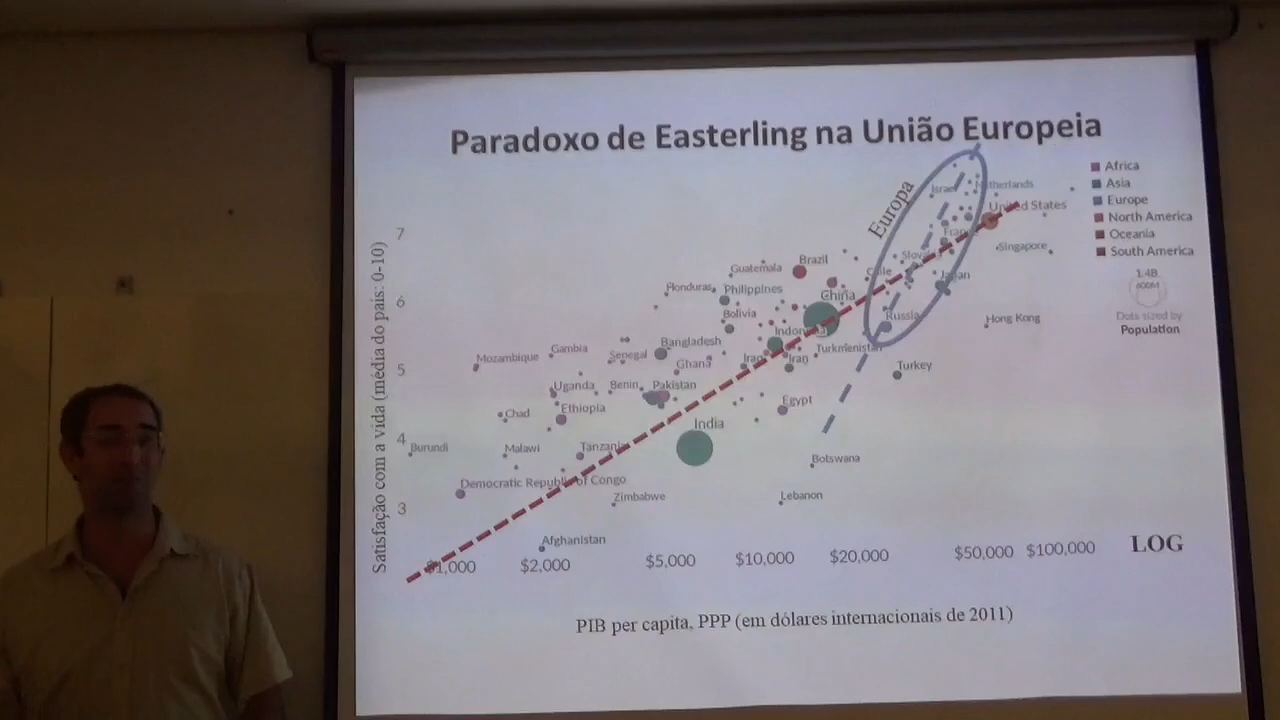 Paradoxo de Easterling na União Europeia
Africa
Asia
Europe
North America
Oceania
South America
1.4B
600M
Dots sized by
Population
Satisfação com a vida (média do país: 0-10)
7
6
5
4
3
Europa
Israel
United States
France
Singapore
Japan
Chile
Russia
Hong Kong
Brazil
Guatemala
Honduras
Philippines
China
Bolivia
Indonesia
Turkmenistan
Turkey
Bangladesh
Iraq
Iran
Mozambique
Gambia
Senegal
Ghana
Uganda
Benin
Pakistan
Chad
Ethiopia
Egypt
India
Burundi
Malawi
Tanzania
Botswana
Democratic Republic of Congo
Zimbabwe
Lebanon
Afghanistan
$1,000
$2,000
$5,000
$10,000
$20,000
$50,000
$100,000
LOG
PIB per capita, PPP (em dólares internacionais de 2011)